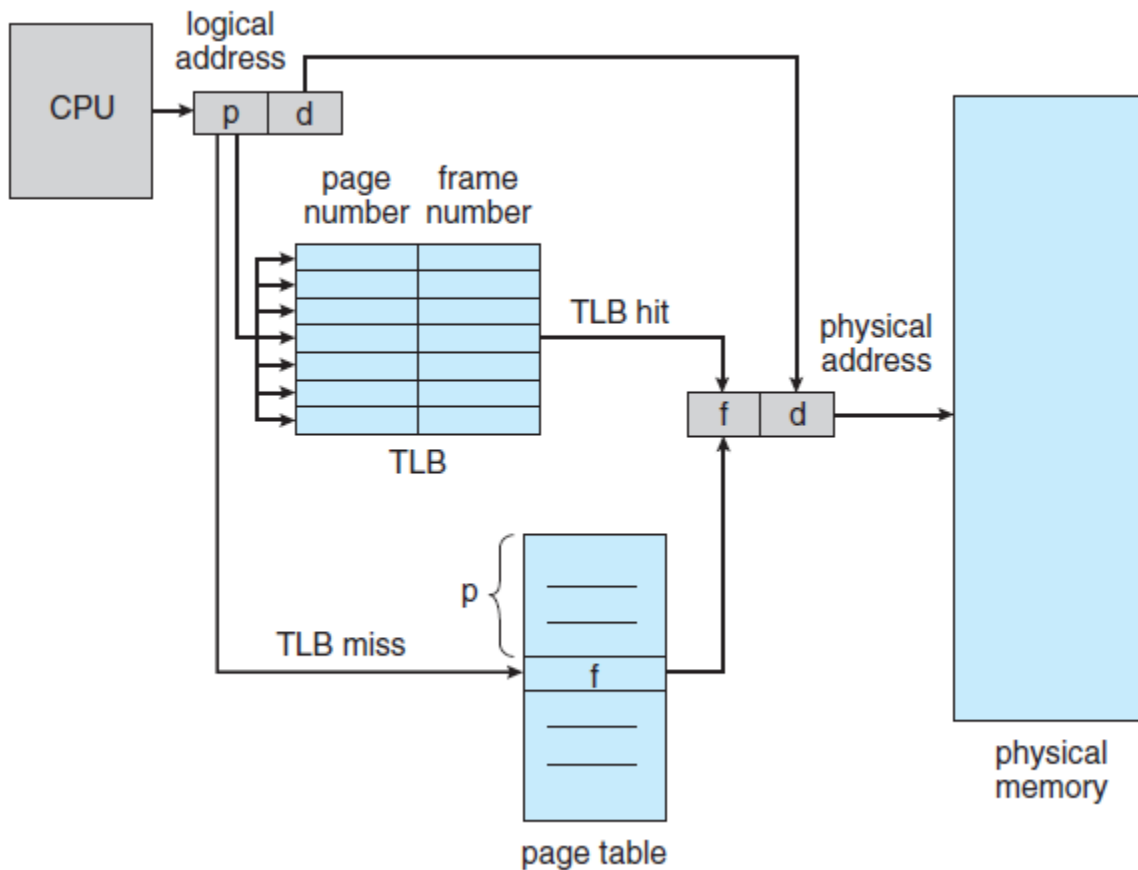 logical
address
CPU
p
d
page
number
frame
number
TLB hit
physical
address
f
d
TLB
p
TLB miss
f
physical
memory
page table